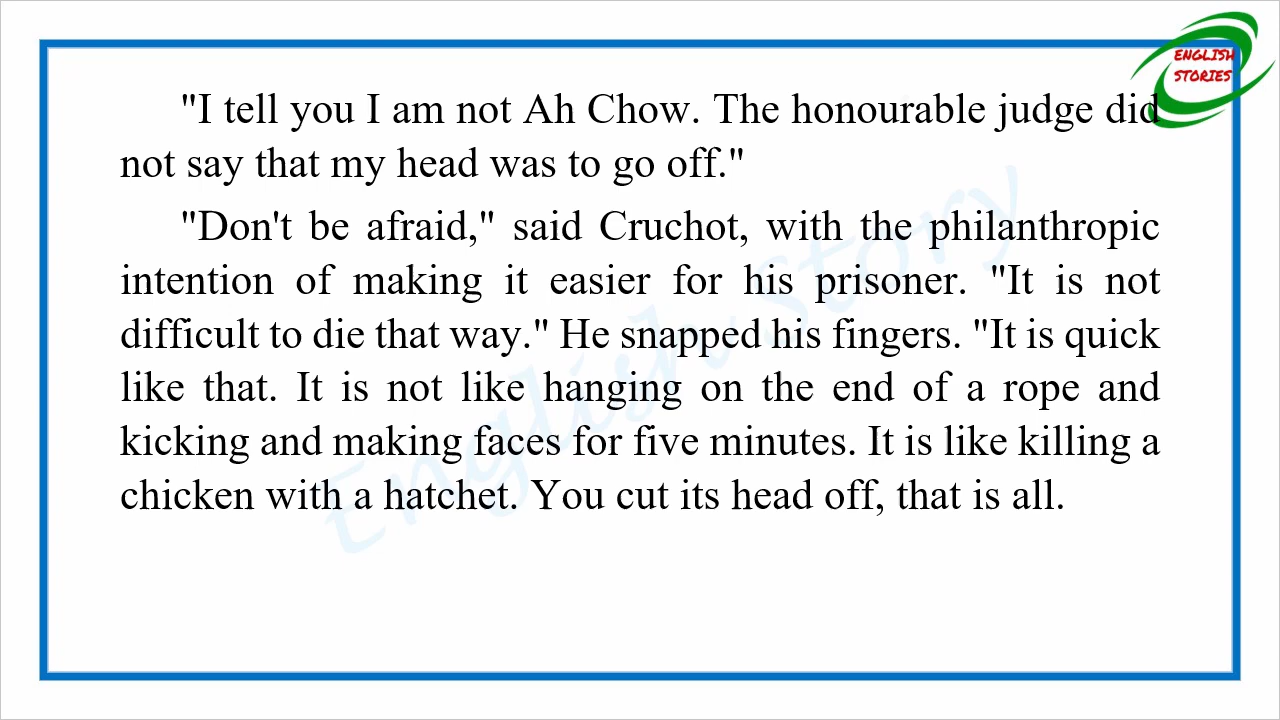 ENGLISH
STORIES
"I tell you I am not Ah Chow. The honourable judge did
not say that my head was to go off."
"Don't be afraid," said Cruchot, with the philanthropic
intention of making it easier for his prisoner. "It is not
difficult to die that way." He snapped his fingers. "It is quick
like that. It is not like hanging on the end of a rope and
kicking and making faces for five minutes. It is like killing a
chicken with a hatchet. You cut its head off, that is all.
English Story